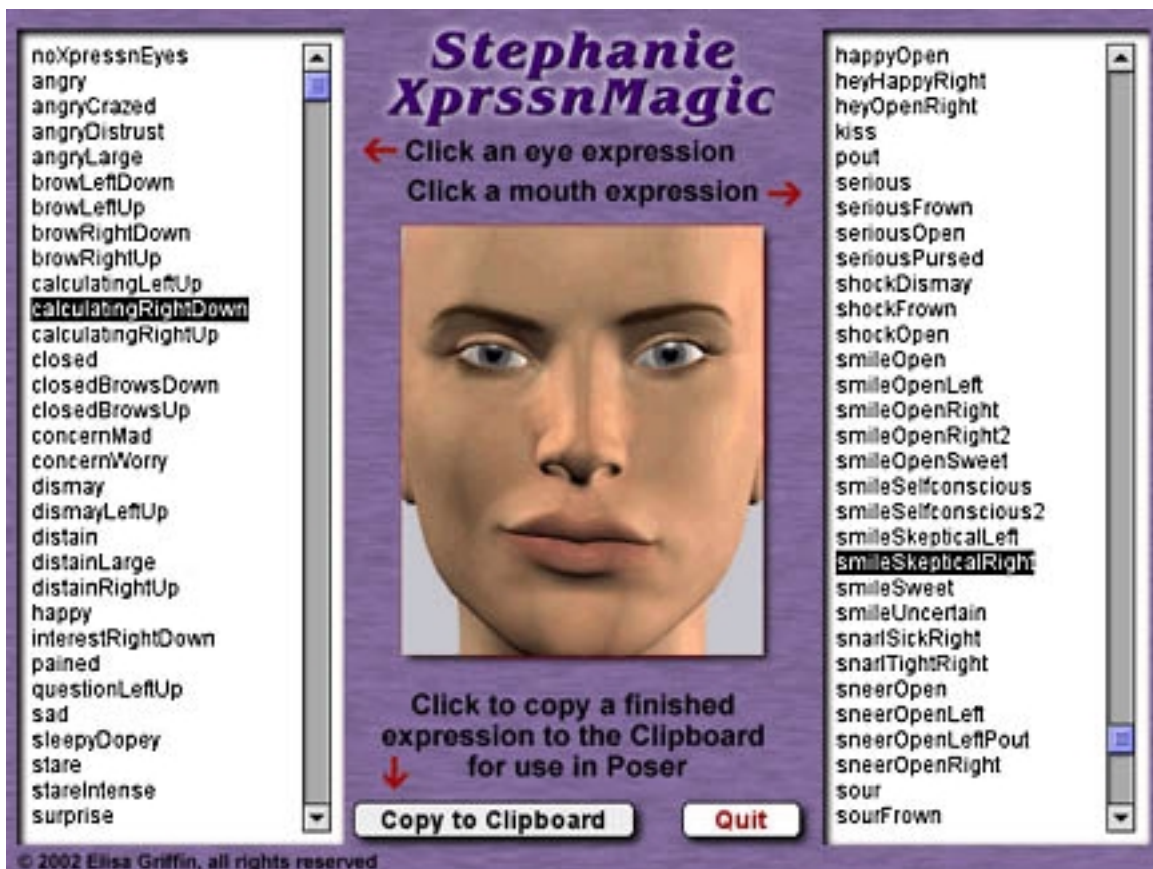 noXpressnEyes
angry
angryCrazed
angryDistrust
angryLarge
browLeftDown
browLeftUp
browRightDown
browRightUp
calculatingLeftUp
calculatingRightDown
calculatingRightUp
closed
closedBrowsDown
closedBrowsUp
concernMad
concernWorry
dismay
dismayLeftUp
distain
distainLarge
distainRightUp
happy
interestRightDown
pained
questionLeftUp
sad
sleepyDopey
stare
stareIntense
surprise
Stephanie
XprssnMagic
← Click an eye expression
Click a mouth expression →
Click to copy a finished
expression to the Clipboard
↓ for use in Poser
Copy to Clipboard
Quit
happyOpen
heyHappyRight
heyOpenRight
kiss
pout
serious
seriousFrown
seriousOpen
seriousPursed
shockDismay
shockFrown
shockOpen
smileOpen
smileOpenLeft
smileOpenRight
smileOpenRight2
smileOpenSweet
smileSelfconscious
smileSelfconscious2
smileSkepticalLeft
smileSkepticalRight
smileSweet
smileUncertain
snarlSickRight
snarlTightRight
sneerOpen
sneerOpenLeft
sneerOpenLeftPout
sneerOpenRight
sour
sourFrown
© 2002 Elisa Griffin, all rights reserved